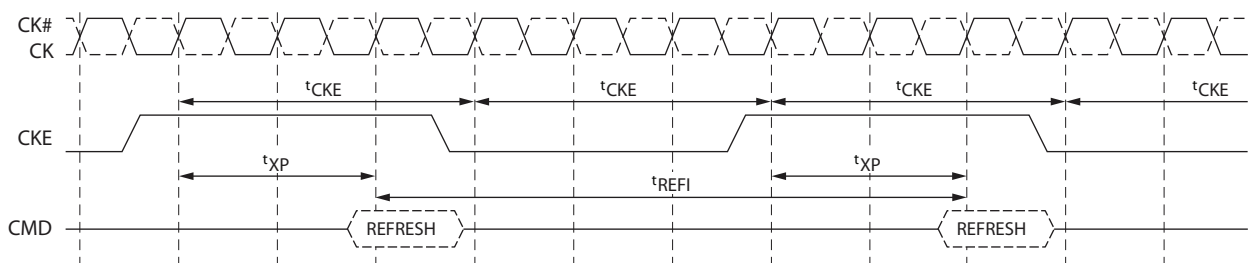 CK#
CK
tCKE tCKE tCKE tCKE
CKE
tXP tXP
tREFI
CMD REFRESH REFRESH